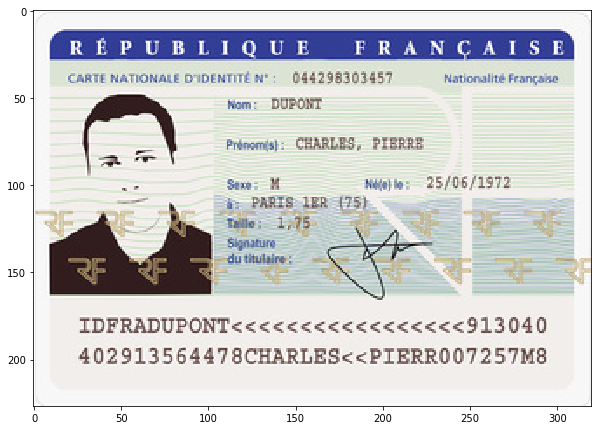 RÉPUBLIQUE FRANÇAISE
CARTE NATIONALE D'IDENTITÉ N° : 044298303457 Nationalité Française
Nom : DUPONT
Prénom(s) : CHARLES, PIERRE
Sexe : M Né(e) le : 25/06/1972
à : PARIS 1ER (75)
Taille : 1,75
Signature
du titulaire :
RF RF RF RF RF RF RF RF RF
RF RF RF RF RF RF RF RF RF
IDFRADUPONT<<<<<<<<<<<<<<<<<913040
402913564478CHARLES<<PIERR007257M8
0
50
100
150
200
0 50 100 150 200 250 300